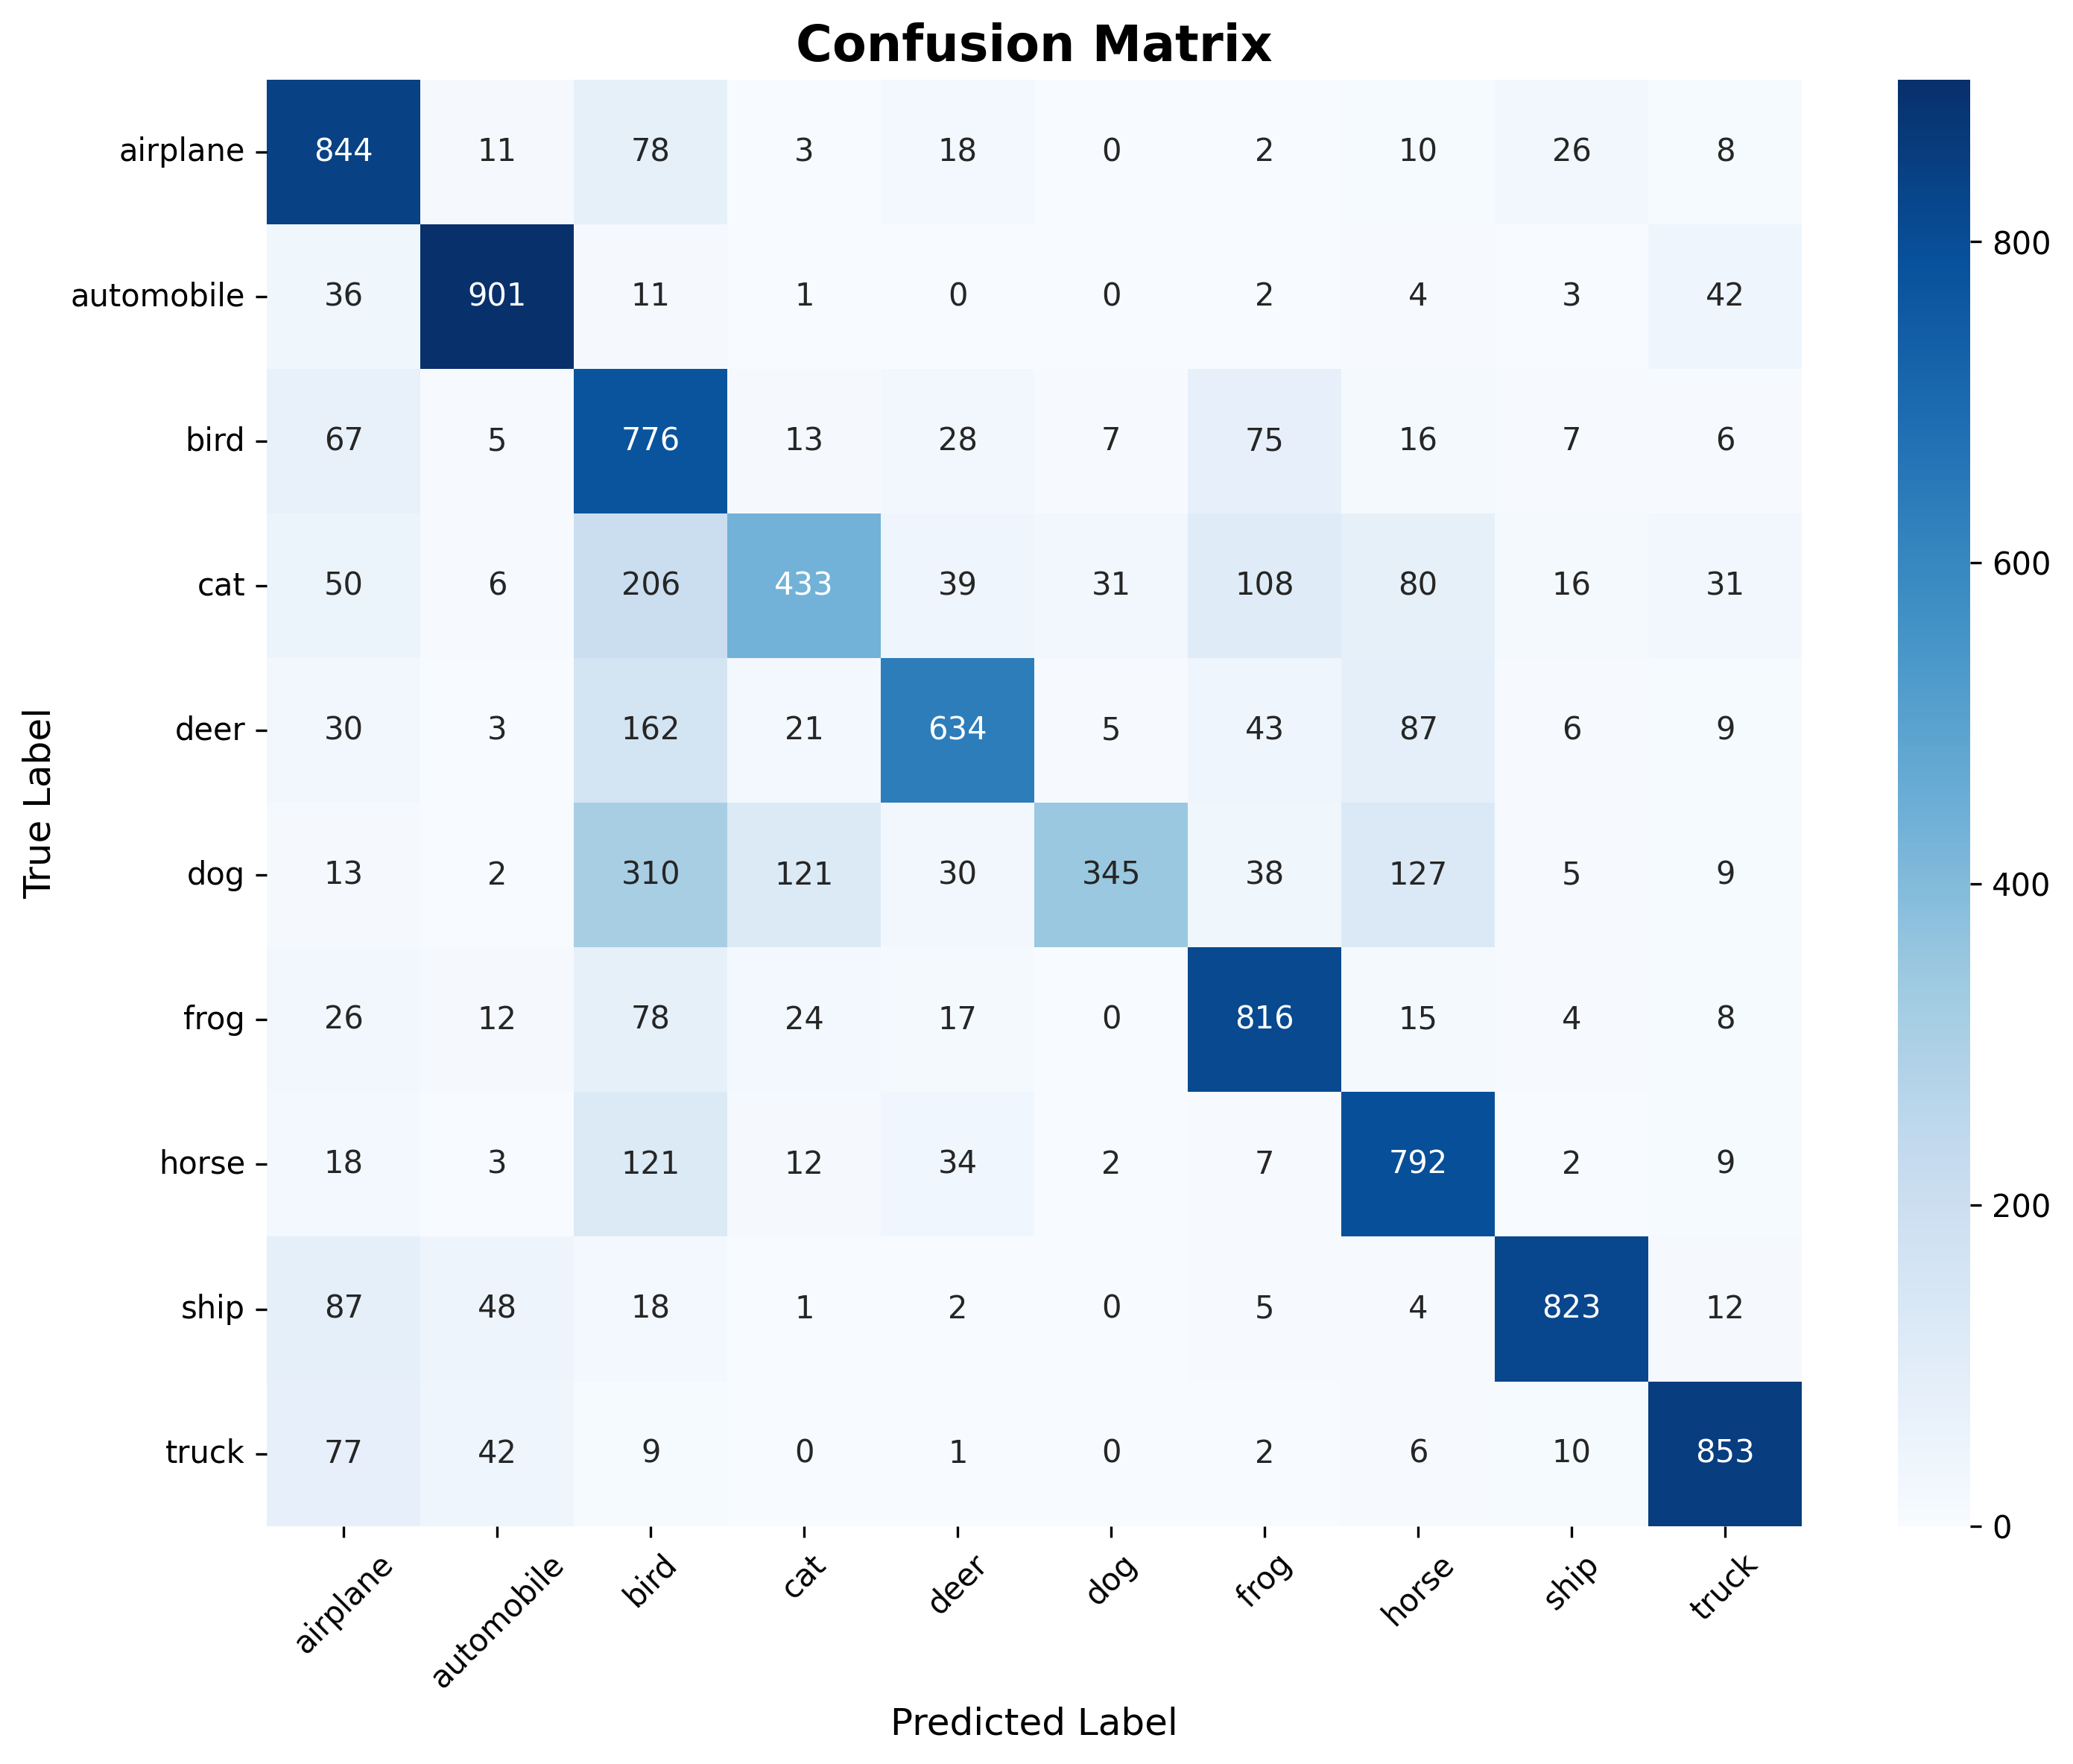 Confusion Matrix
airplane 844 11 78 3 18 0 2 10 26 8
automobile 36 901 11 1 0 0 2 4 3 42
bird 67 5 776 13 28 7 75 16 7 6
cat 50 6 206 433 39 31 108 80 16 31
deer 30 3 162 21 634 5 43 87 6 9
dog 13 2 310 121 30 345 38 127 5 9
frog 26 12 78 24 17 0 816 15 4 8
horse 18 3 121 12 34 2 7 792 2 9
ship 87 48 18 1 2 0 5 4 823 12
truck 77 42 9 0 1 0 2 6 10 853
airplane automobile bird cat deer dog frog horse ship truck
True Label
Predicted Label
800
600
400
200
0